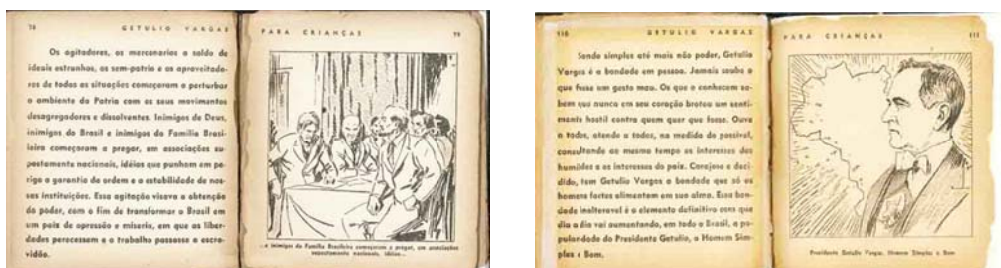 78 GETULIO VARGAS
Os agitadores, os mercenarios a soldo de
ideais estranhos, os sem-patria e os aproveitado-
res de todas as situações começaram a perturbar
o ambiente da Patria com os seus movimentos
desagregadores e dissolventes. Inimigos de Deus,
inimigos do Brasil e inimigos da Familia Brasi-
leira começaram a pregar, em associações su-
postamente nacionais, idéias que punham em pe-
rigo a garantia da ordem e a estabilidade de nos-
sas instituições. Essa agitação visava a obtenção
do poder, com o fim de transformar o Brasil em
um país de opressão e miseria, em que as liber-
dades perecessem e o trabalho passasse a escra-
vidão.
PARA CRIANÇAS 79
...e inimigos da Familia Brasileira começaram a pregar, em associações
supostamente nacionais, idéias...
110 GETULIO VARGAS
Sendo simples até mais não poder, Getulio
Vargas é a bondade em pessoa. Jamais soube o
que fosse um gesto mau. Os que o conhecem sa-
bem que nunca em seu coração brotou um senti-
mento hostil contra quem quer que fosse. Ouve
a todos, atende a todos, na medida do possivel,
consultando ao mesmo tempo os interesses dos
humildes e os interesses do país. Corajoso e deci-
dido, tem Getulio Vargas a bondade que só os
homens fortes alimentam em sua alma. Essa bon-
dade inalteravel é o elemento definitivo com que
dia a dia vai aumentando, em todo o Brasil, a po-
pularidade do Presidente Getulio, o Homem Sim-
ples e Bom.
PARA CRIANÇAS 111
Presidente Getulio Vargas, Homem Simples e Bom